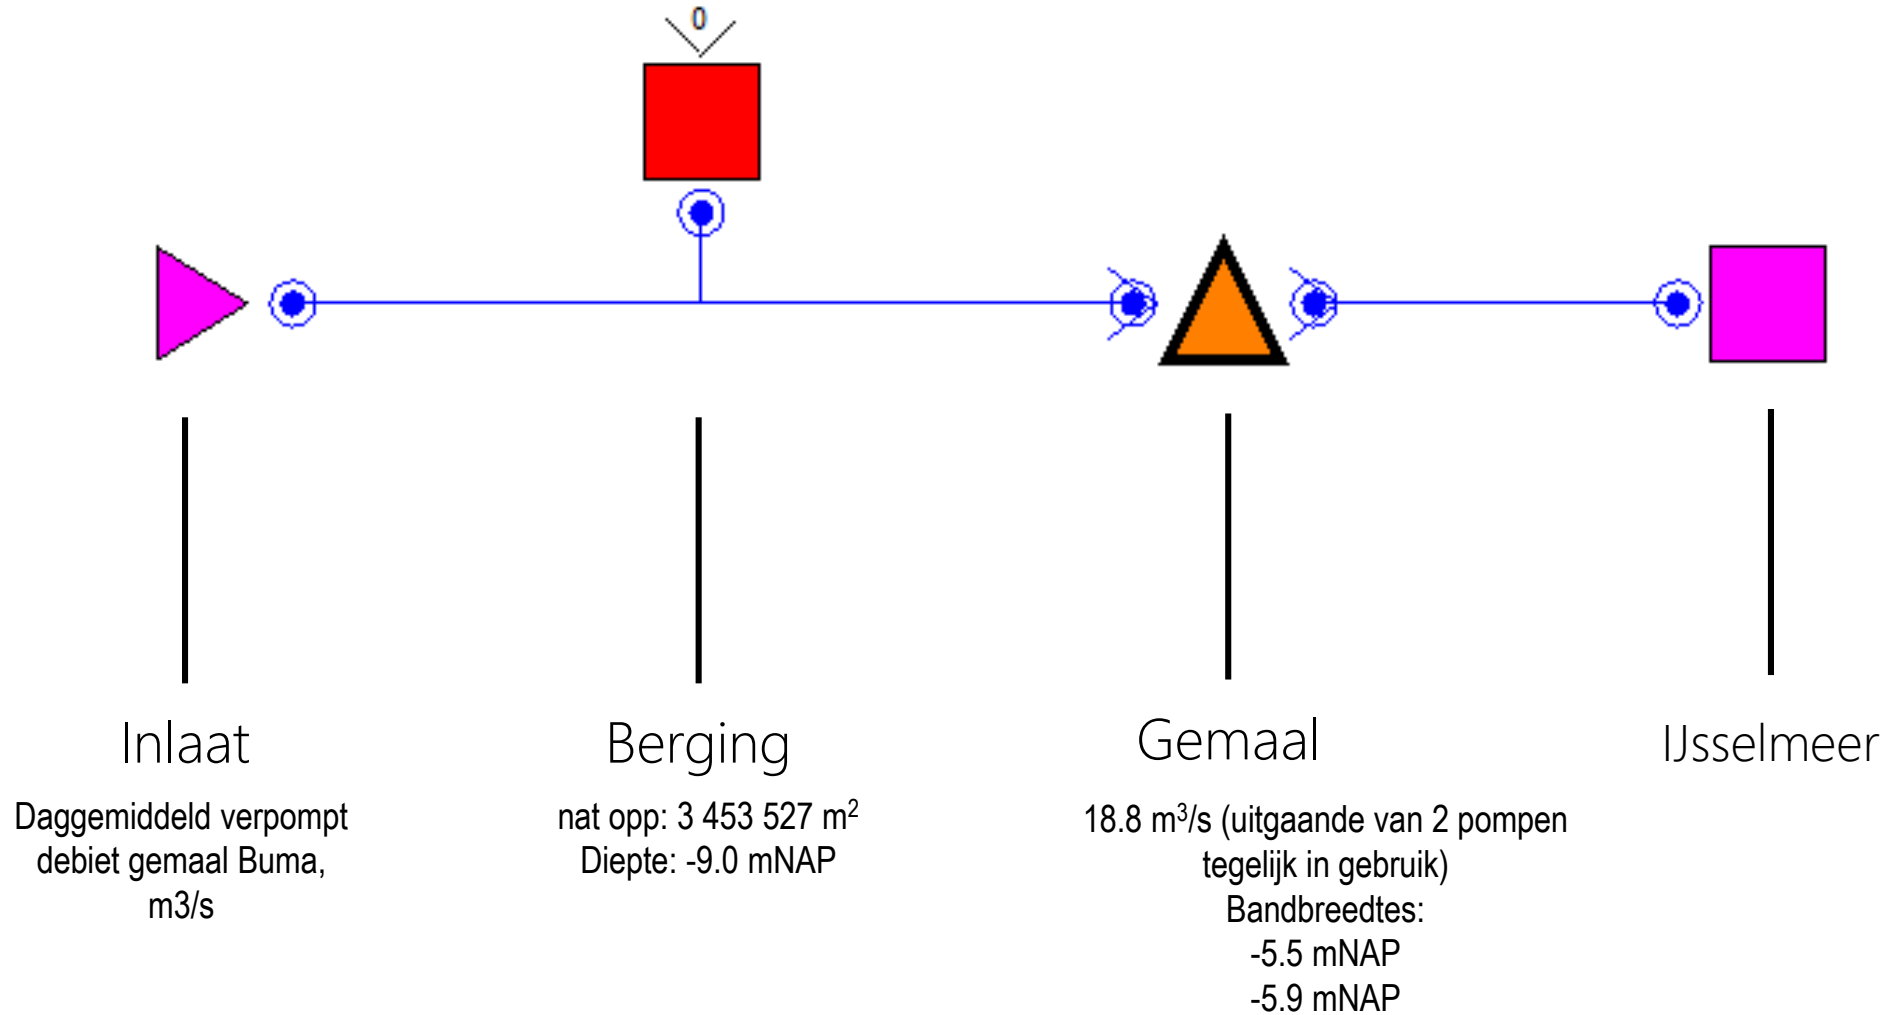 0
Inlaat
Daggemiddeld verpompt
debiet gemaal Buma,
m3/s
Berging
nat opp: 3 453 527 m²
Diepte: -9.0 mNAP
Gemaal
18.8 m³/s (uitgaande van 2 pompen
tegelijk in gebruik)
Bandbreedtes:
-5.5 mNAP
-5.9 mNAP
IJsselmeer